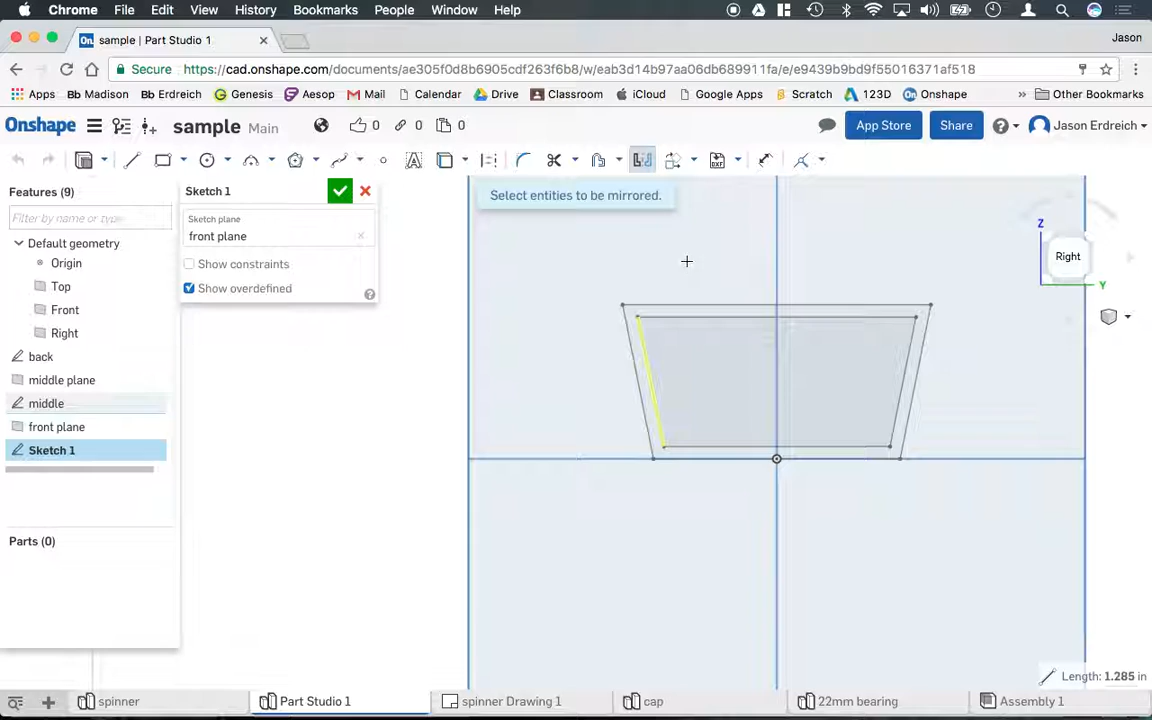 Chrome File Edit View History Bookmarks People Window Help
On sample | Part Studio 1
Jason
Secure https://cad.onshape.com/documents/ae305f0d8b6905cdf263f6b8/w/eab3d14b97aa06db689911fa/e/e9439b9bd9f55016371af518
Apps Bb Madison Bb Erdreich Genesis Aesop Mail Calendar Drive Classroom iCloud Google Apps Scratch 123D Onshape » Other Bookmarks
Onshape sample Main 0 0 0 App Store Share Jason Erdreich
Features (9)
Filter by name or type
Default geometry
Origin
Top
Front
Right
back
middle plane
middle
front plane
Sketch 1
Parts (0)
Sketch 1
Sketch plane
front plane
Show constraints
Show overdefined
Select entities to be mirrored.
Z
Right
Y
Length: 1.285 in
spinner Part Studio 1 spinner Drawing 1 cap 22mm bearing Assembly 1